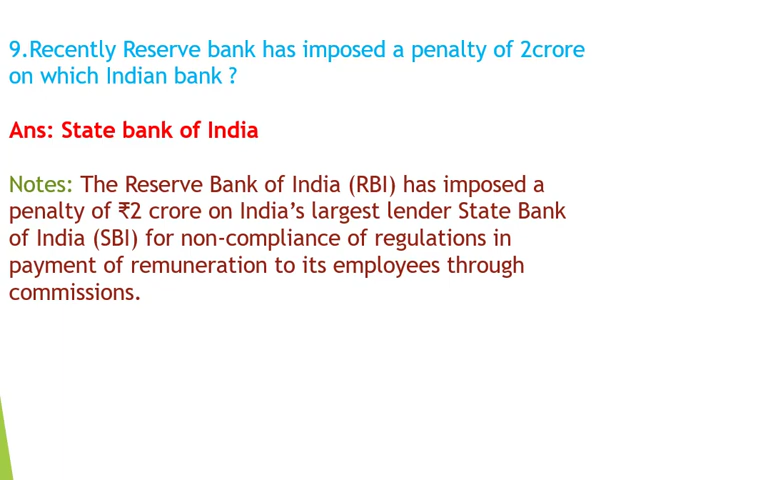 9.Recently Reserve bank has imposed a penalty of 2crore
on which Indian bank ?
Ans: State bank of India
Notes: The Reserve Bank of India (RBI) has imposed a
penalty of ₹2 crore on India’s largest lender State Bank
of India (SBI) for non-compliance of regulations in
payment of remuneration to its employees through
commissions.